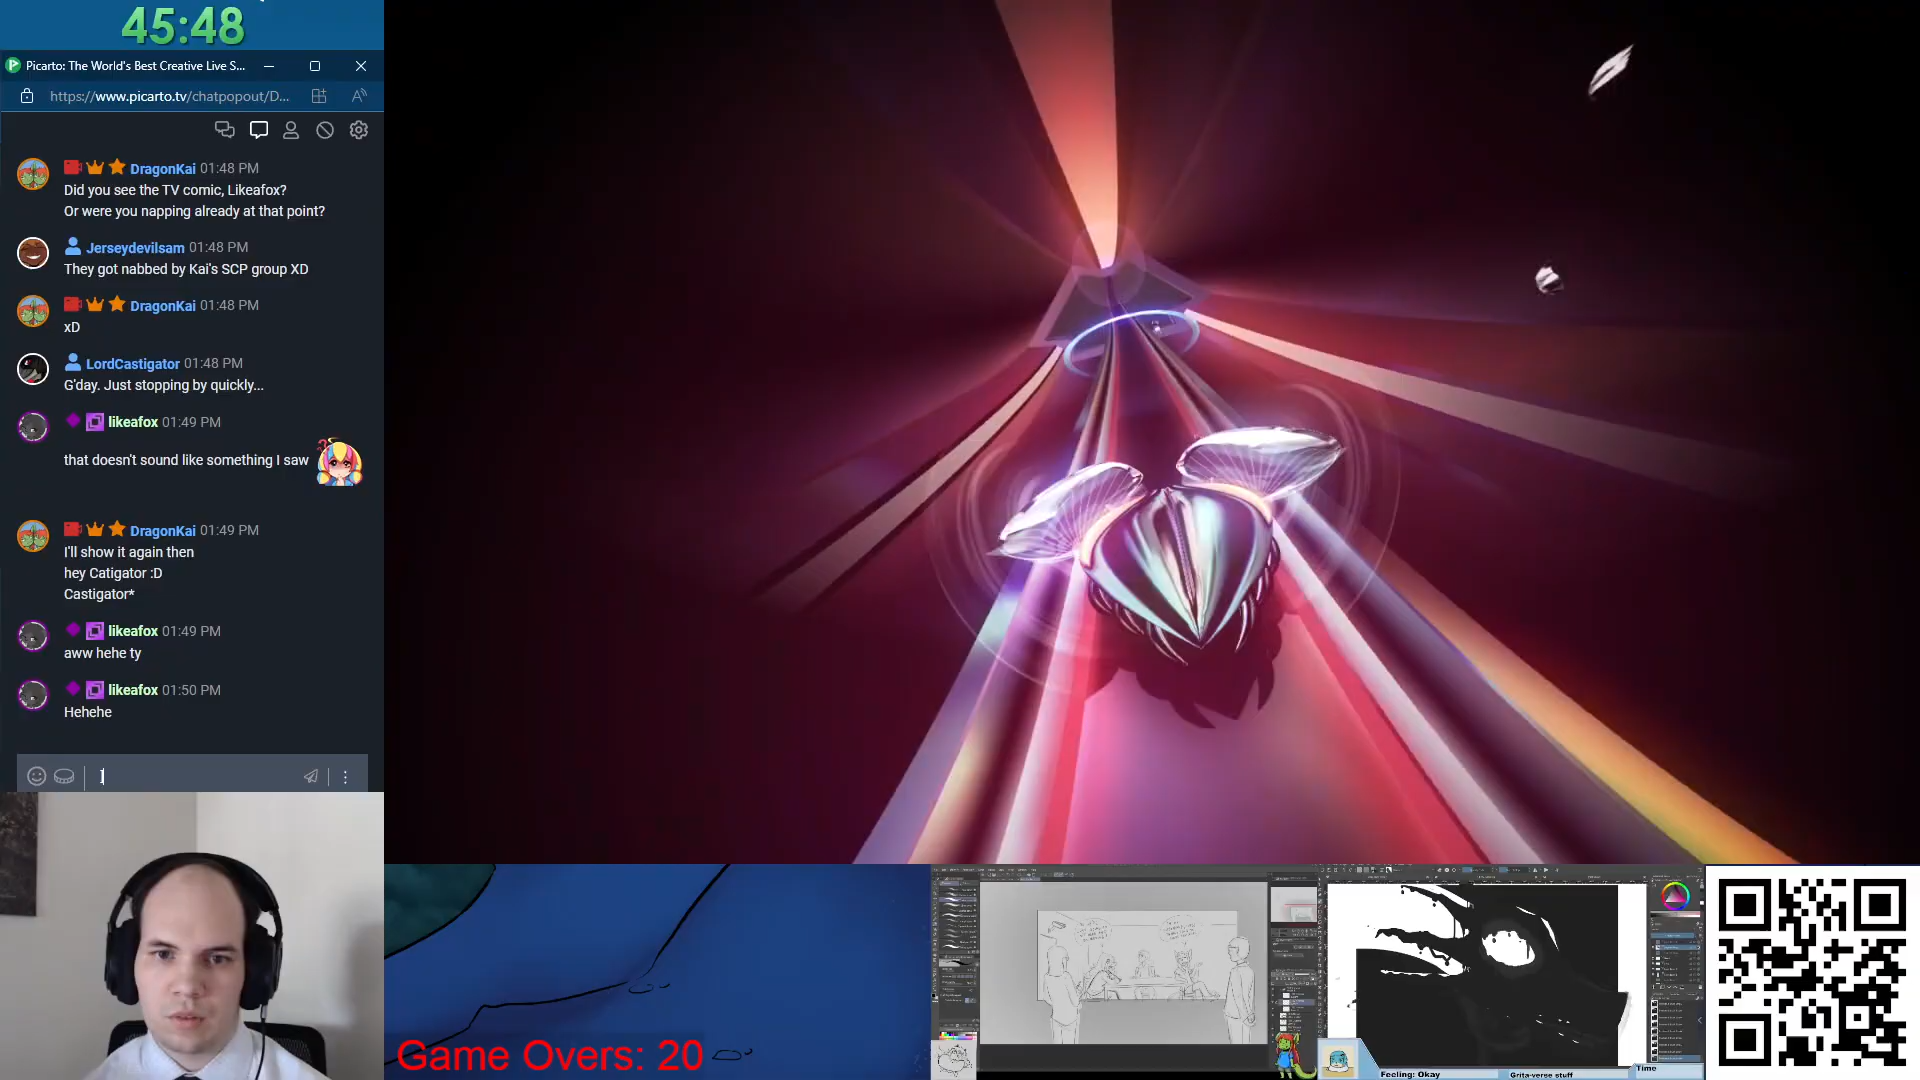 45:48
Picarto: The World's Best Creative Live S...
https://www.picarto.tv/chatpopout/D...
DragonKai 01:48 PM
Did you see the TV comic, Likeafox?
Or were you napping already at that point?
Jerseydevilsam 01:48 PM
They got nabbed by Kai's SCP group XD
DragonKai 01:48 PM
xD
LordCastigator 01:48 PM
G'day. Just stopping by quickly...
likeafox 01:49 PM
that doesn't sound like something I saw
DragonKai 01:49 PM
I'll show it again then
hey Catigator :D
Castigator*
likeafox 01:49 PM
aww hehe ty
likeafox 01:50 PM
Hehehe
Game Overs: 20
Feeling: Okay
Grita-verse stuff
Time